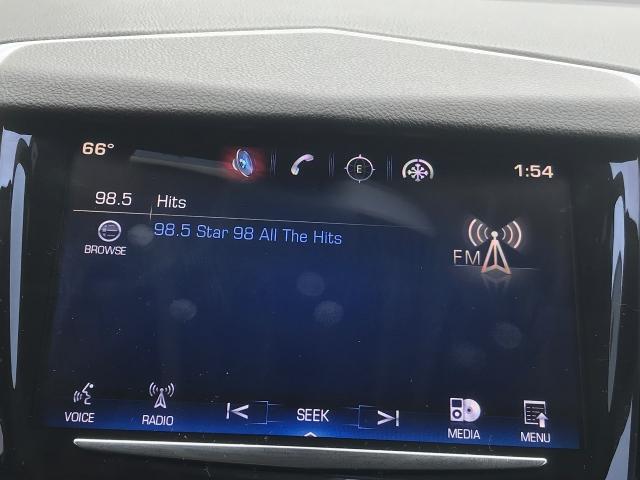 66° E 1:54
98.5 Hits
98.5 Star 98 All The Hits
BROWSE
FM
VOICE RADIO SEEK MEDIA MENU